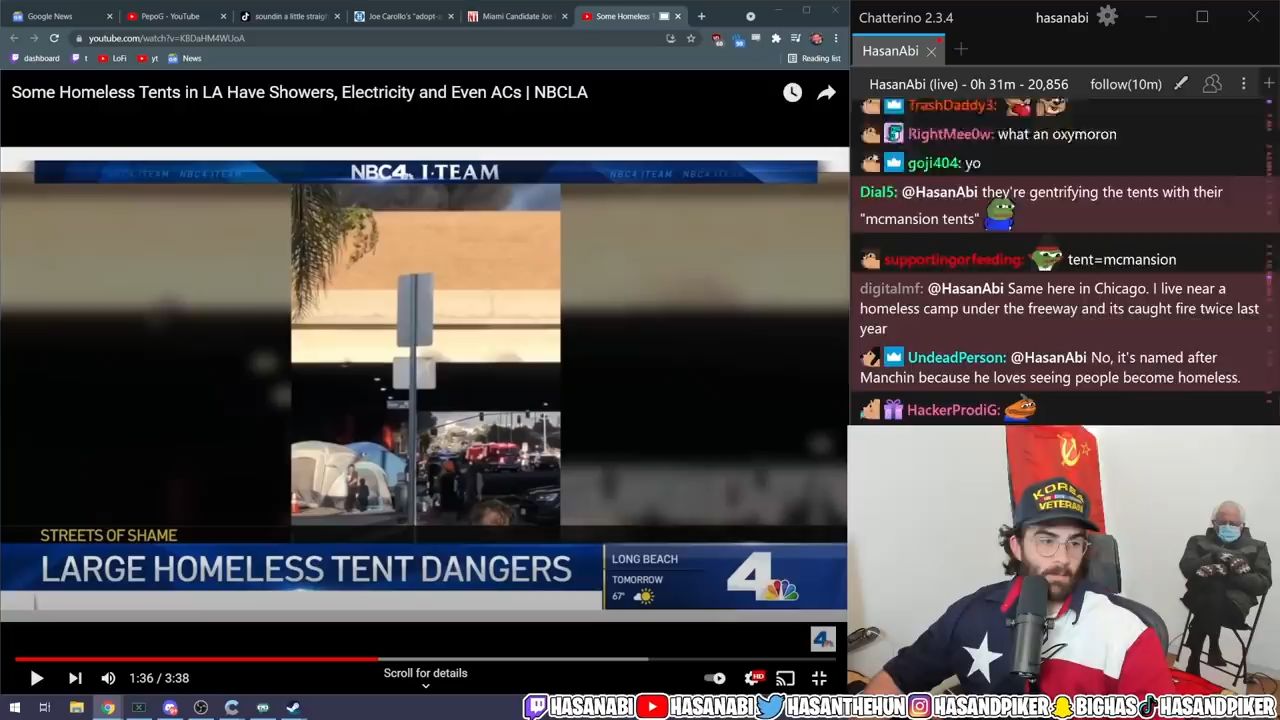 Google News
PepoG - YouTube
soundin a little straigh
Joe Carollo's "adopt-
Miami Candidate Joe
Some Homeless T
youtube.com/watch?v=KBDaHM4WUoA
dashboard
t
LoFi
yt
News
Reading list
Some Homeless Tents in LA Have Showers, Electricity and Even ACs | NBCLA
NBC4 I-TEAM
STREETS OF SHAME
LARGE HOMELESS TENT DANGERS
LONG BEACH
TOMORROW
67°
4
1:36 / 3:38
Scroll for details
HD
Chatterino 2.3.4
hasanabi
HasanAbi
HasanAbi (live) - 0h 31m - 20,856
follow(10m)
TrashDaddy3:
RightMee0w: what an oxymoron
goji404: yo
Dial5: @HasanAbi they're gentrifying the tents with their
"mcmansion tents"
supportingorfeeding: tent=mcmansion
digitalmf: @HasanAbi Same here in Chicago. I live near a
homeless camp under the freeway and its caught fire twice last
year
UndeadPerson: @HasanAbi No, it's named after
Manchin because he loves seeing people become homeless.
HackerProdiG:
KOREA
VETERAN
HASANABI
HASANABI
HASANTHEHUN
HASANDPIKER
BIGHAS
HASANDPIKER